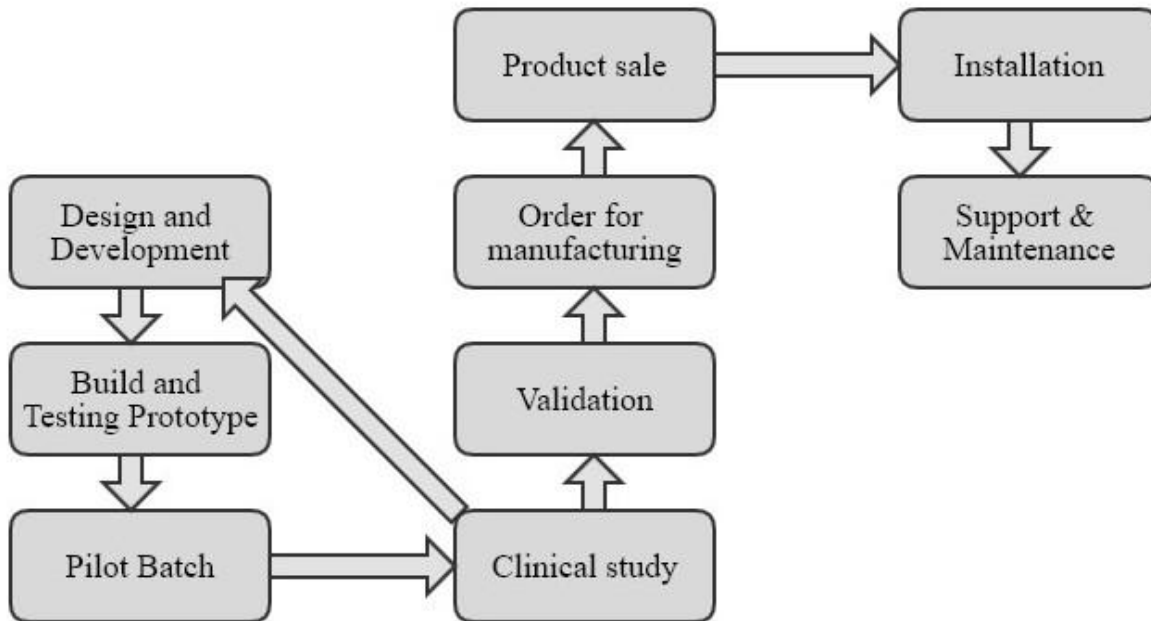 Design and
Development
Build and
Testing Prototype
Pilot Batch
Clinical study
Validation
Order for
manufacturing
Product sale
Installation
Support &
Maintenance